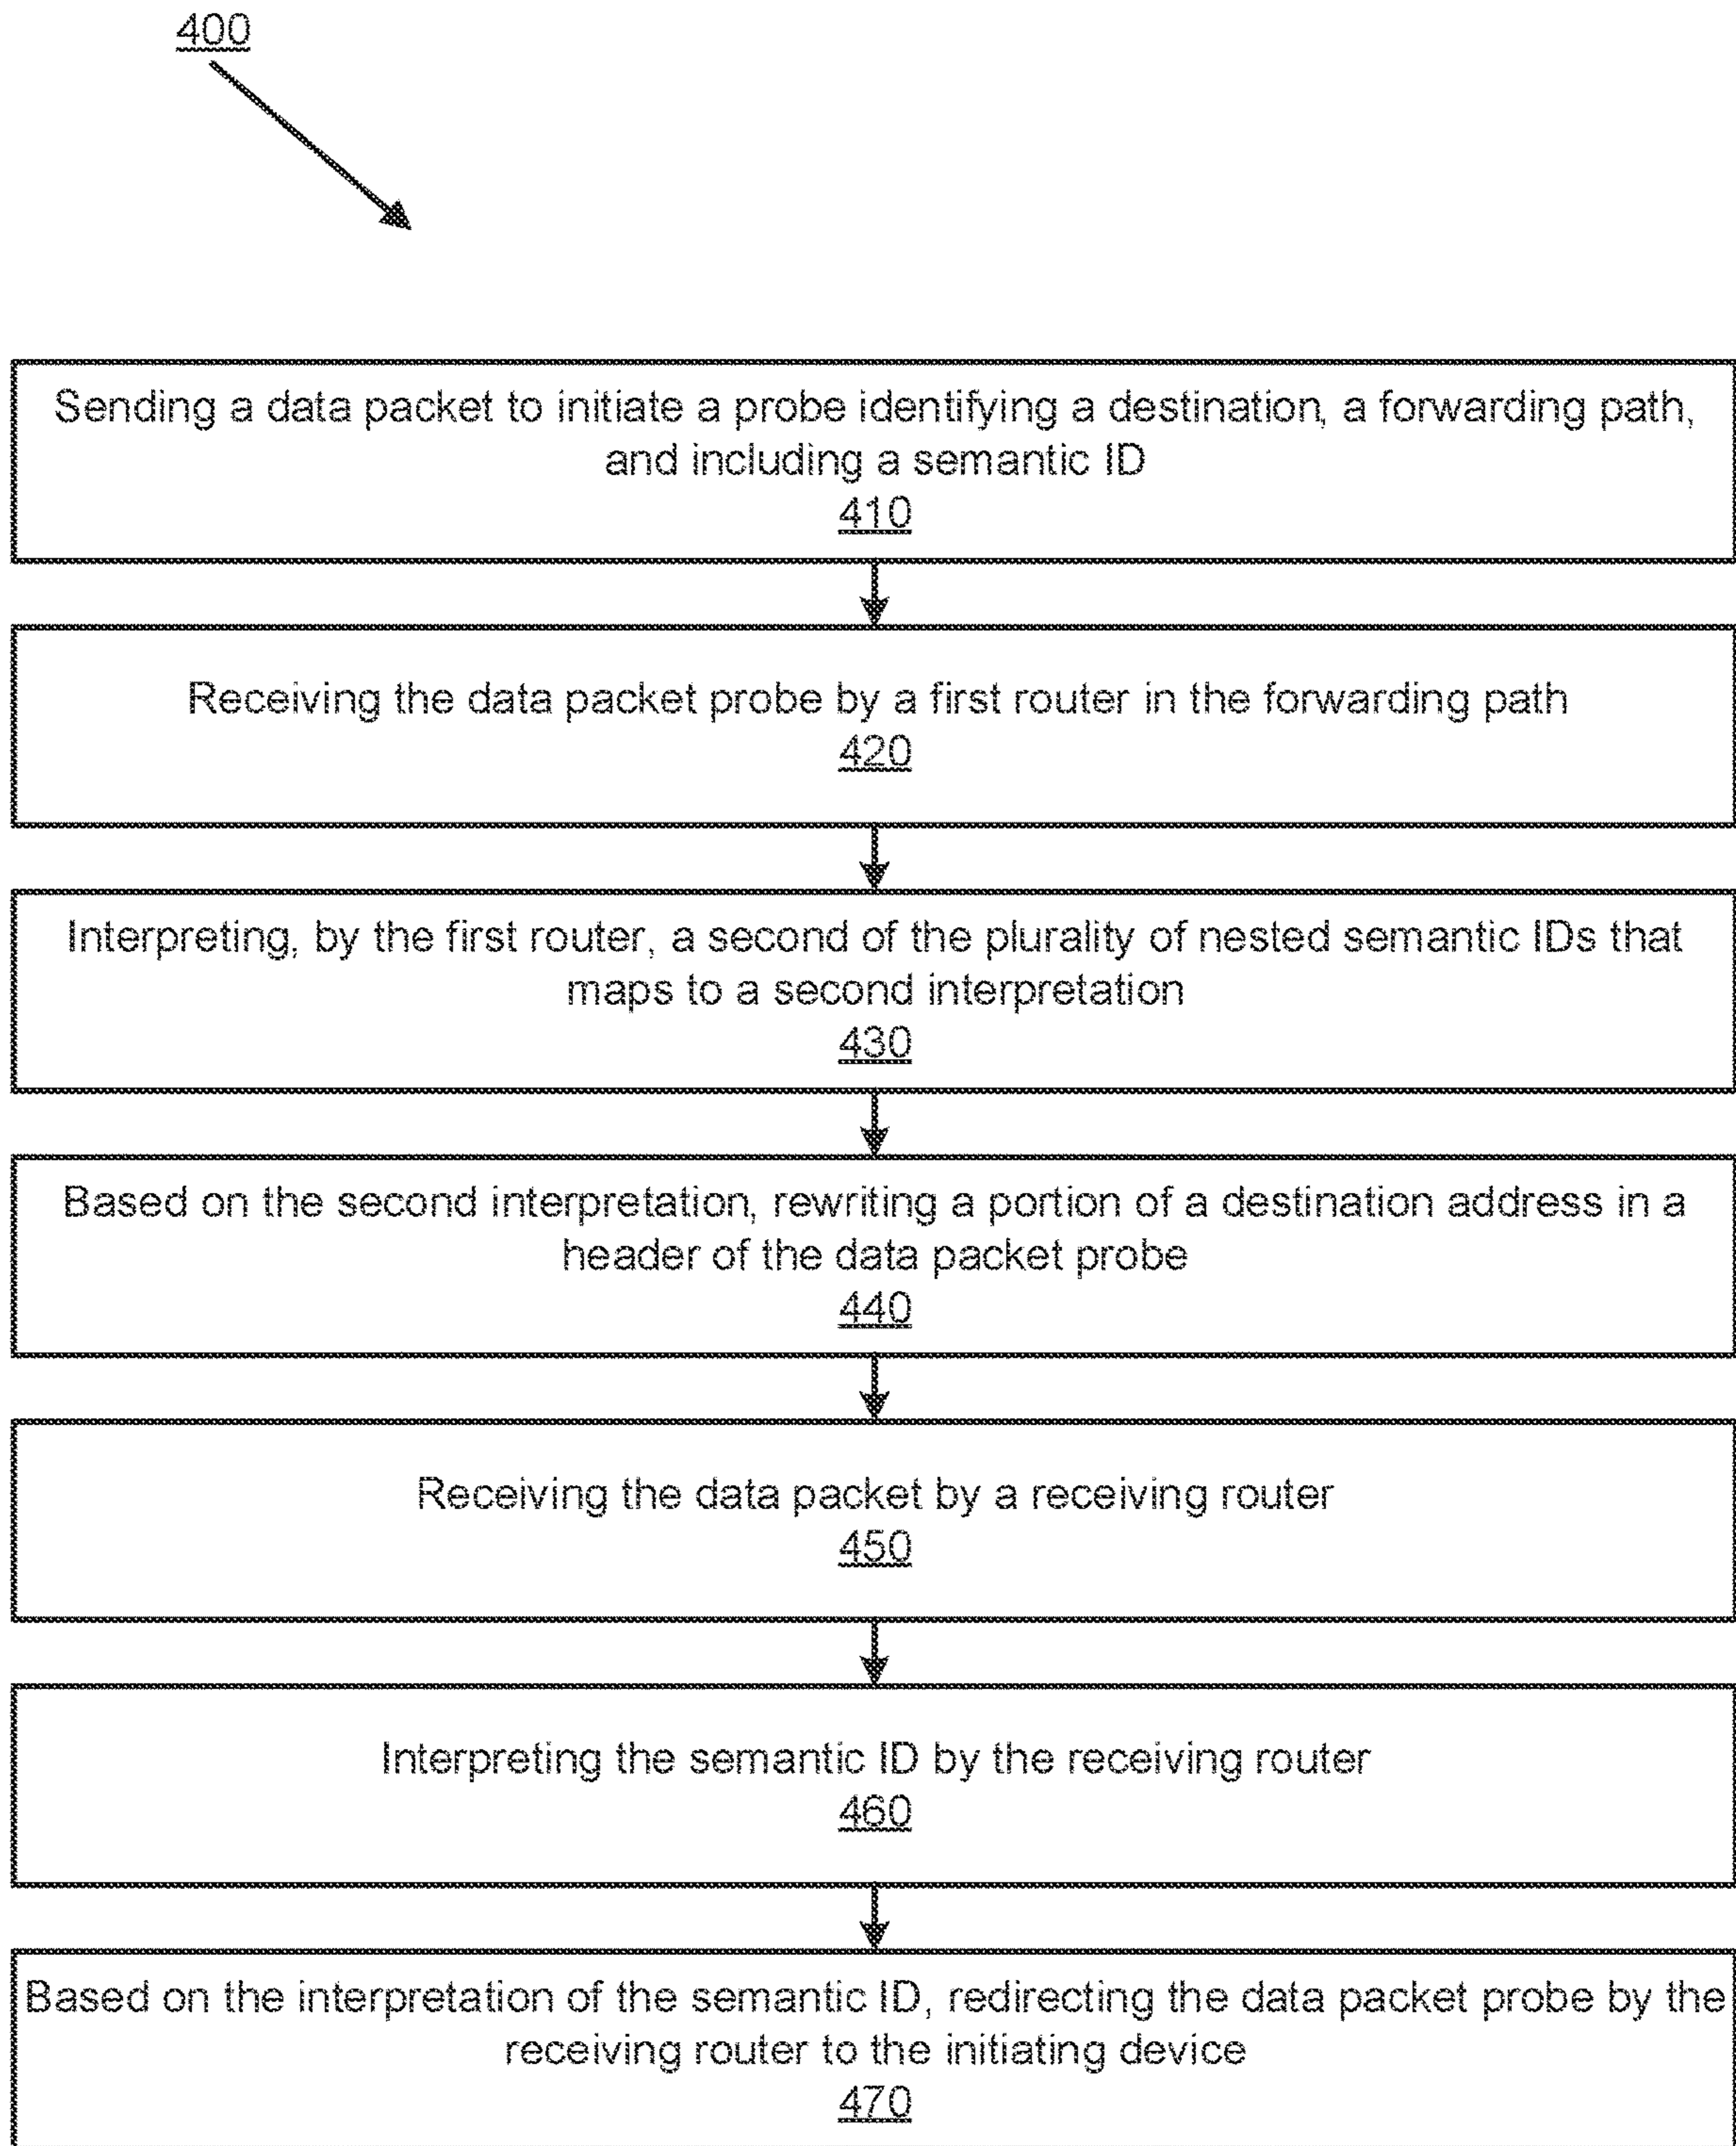 400
Sending a data packet to initiate a probe identifying a destination, a forwarding path,
and including a semantic ID
410
Receiving the data packet probe by a first router in the forwarding path
420
Interpreting, by the first router, a second of the plurality of nested semantic IDs that
maps to a second interpretation
430
Based on the second interpretation, rewriting a portion of a destination address in a
header of the data packet probe
440
Receiving the data packet by a receiving router
450
Interpreting the semantic ID by the receiving router
460
Based on the interpretation of the semantic ID, redirecting the data packet probe by the
receiving router to the initiating device
470